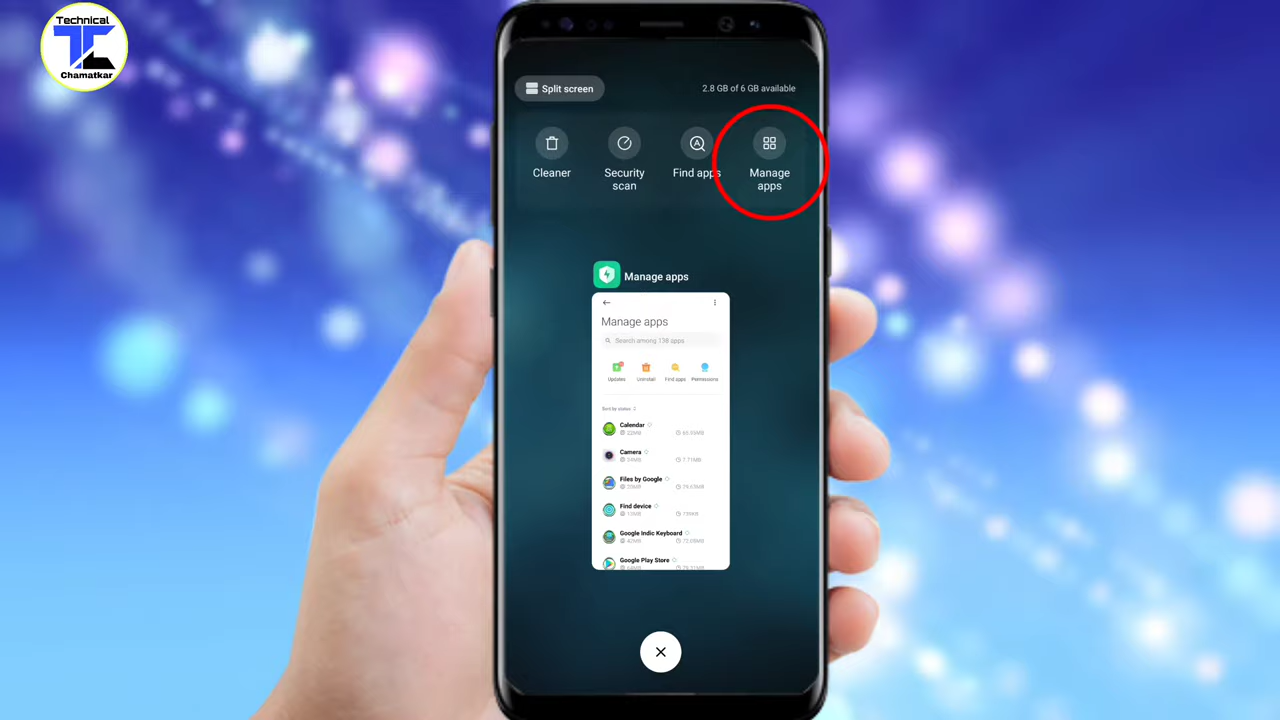 Technical
Chamatkar
Split screen
2.8 GB of 6 GB available
Cleaner
Security scan
Find apps
Manage apps
Manage apps
Manage apps
Search among 138 apps
Updates
Uninstall
Find apps
Permissions
Sort by status
Calendar
22MB
Camera
Files by Google
Find device
Google Indic Keyboard
Google Play Store